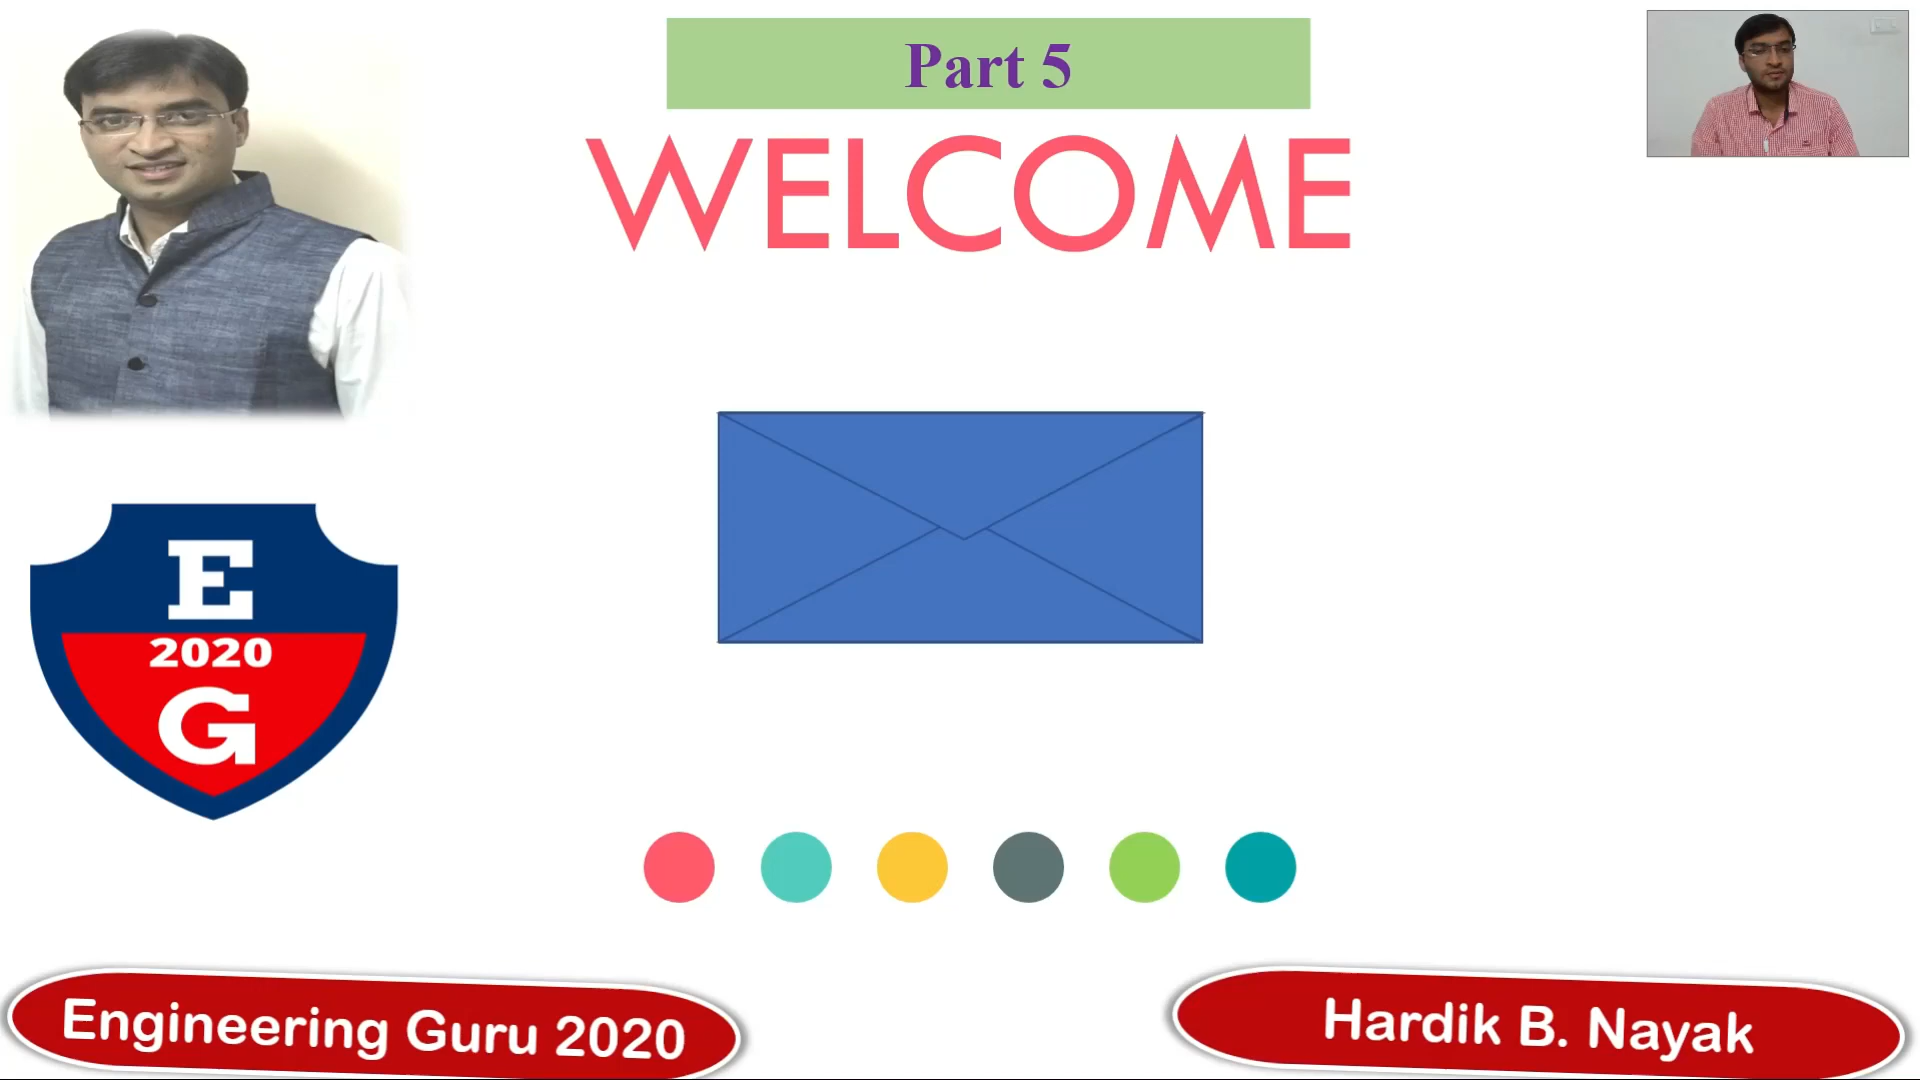 Part 5
WELCOME
E
2020
G
Engineering Guru 2020
Hardik B. Nayak